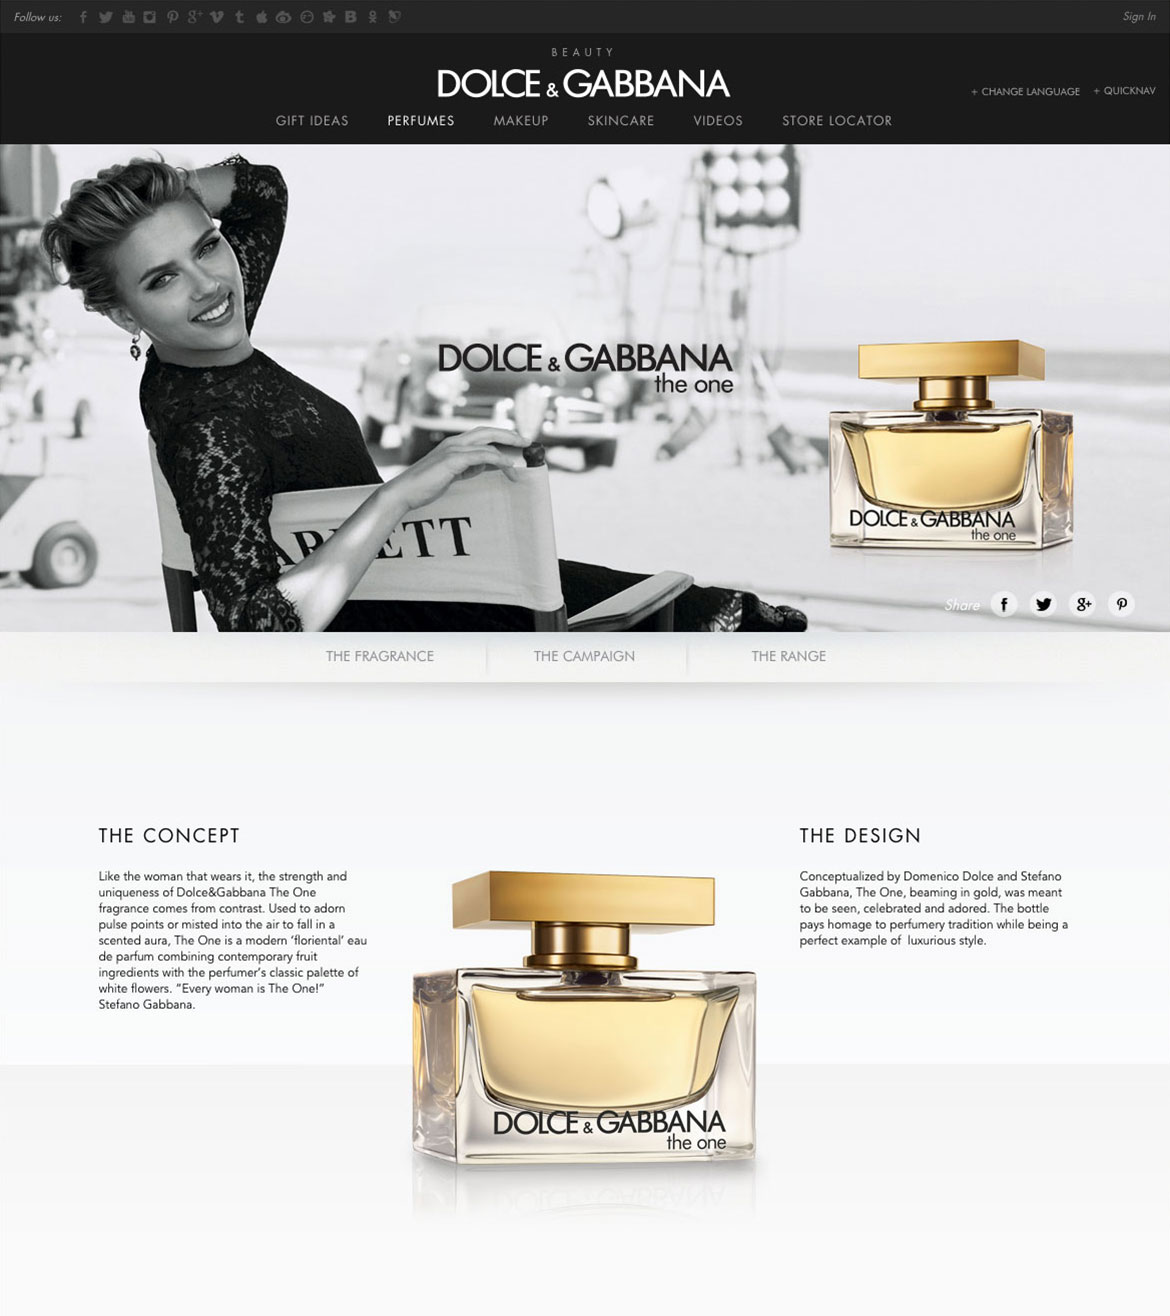 Follow us:
Sign In
BEAUTY
DOLCE & GABBANA
+ CHANGE LANGUAGE + QUICKNAV
GIFT IDEAS PERFUMES MAKEUP SKINCARE VIDEOS STORE LOCATOR
DOLCE & GABBANA
the one
DOLCE & GABBANA
the one
ETT
Share
THE FRAGRANCE THE CAMPAIGN THE RANGE
THE CONCEPT
Like the woman that wears it, the strength and
uniqueness of Dolce&Gabbana The One
fragrance comes from contrast. Used to adorn
pulse points or misted into the air to fall in a
scented aura, The One is a modern ‘floriental’ eau
de parfum combining contemporary fruit
ingredients with the perfumer’s classic palette of
white flowers. “Every woman is The One!”
Stefano Gabbana.
THE DESIGN
Conceptualized by Domenico Dolce and Stefano
Gabbana, The One, beaming in gold, was meant
to be seen, celebrated and adored. The bottle
pays homage to perfumery tradition while being a
perfect example of  luxurious style.
DOLCE & GABBANA
the one